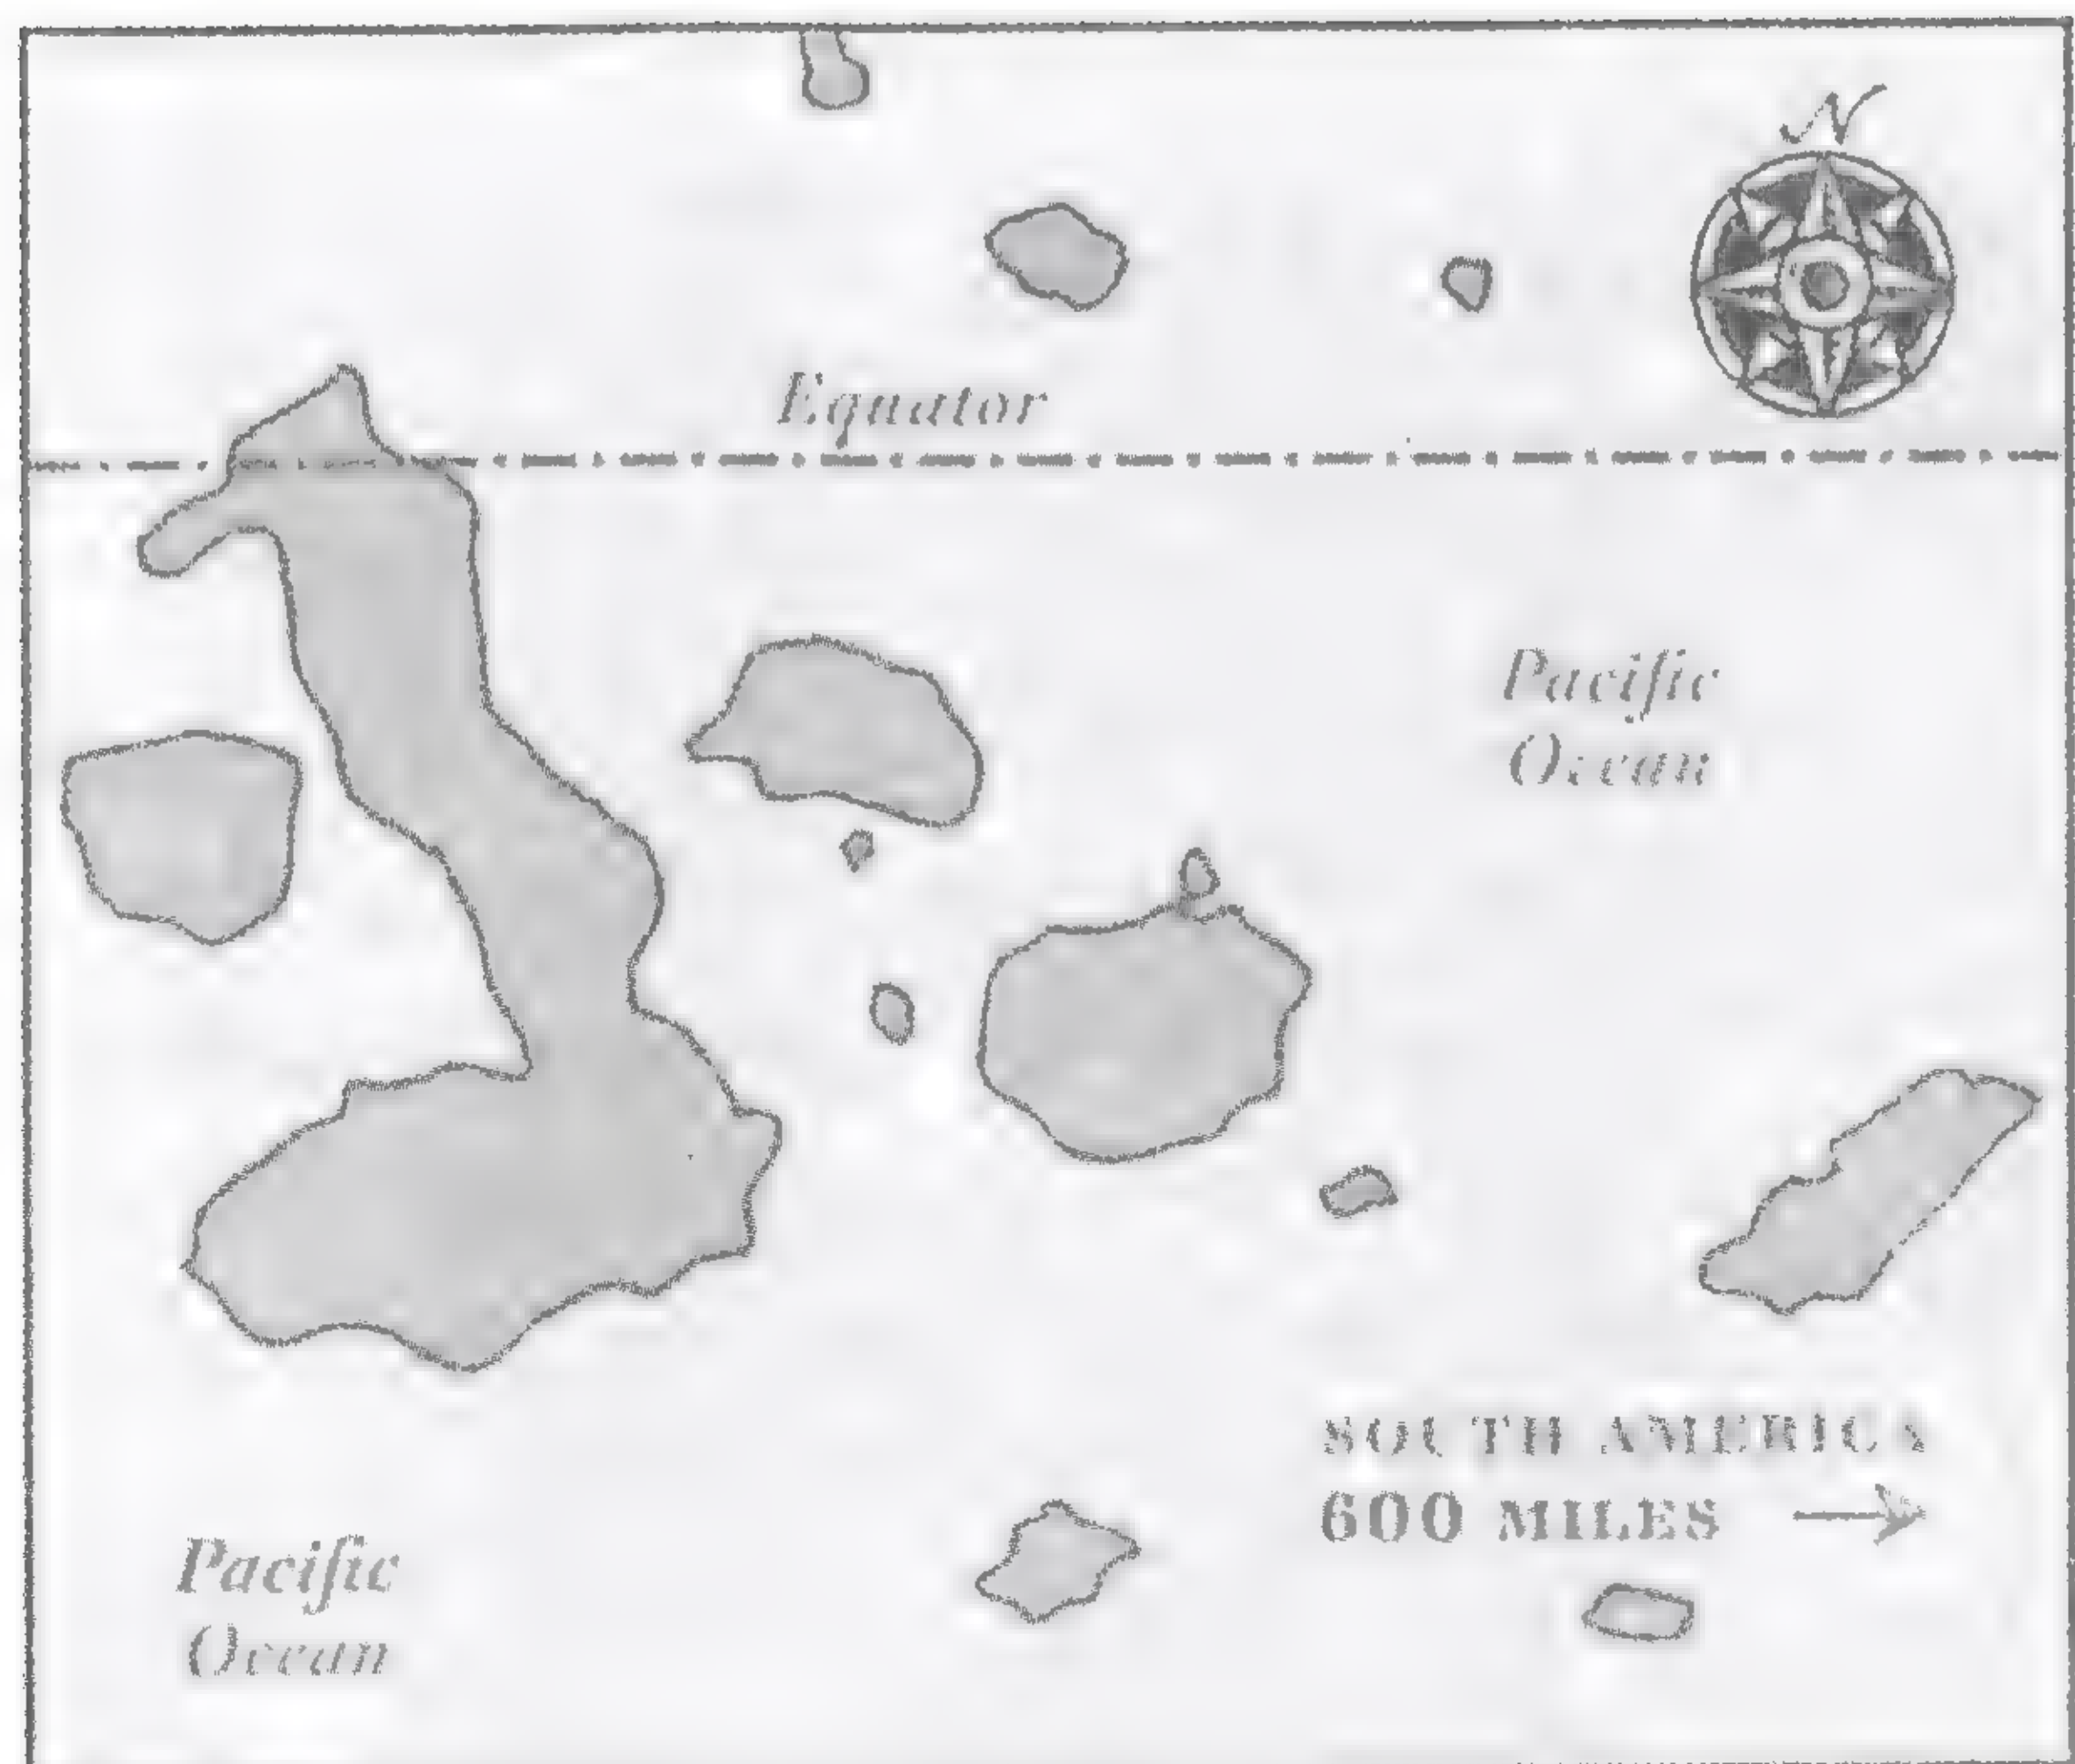 N
Equator
Pacific
Ocean
SOUTH AMERICA
600 MILES
Pacific
Ocean